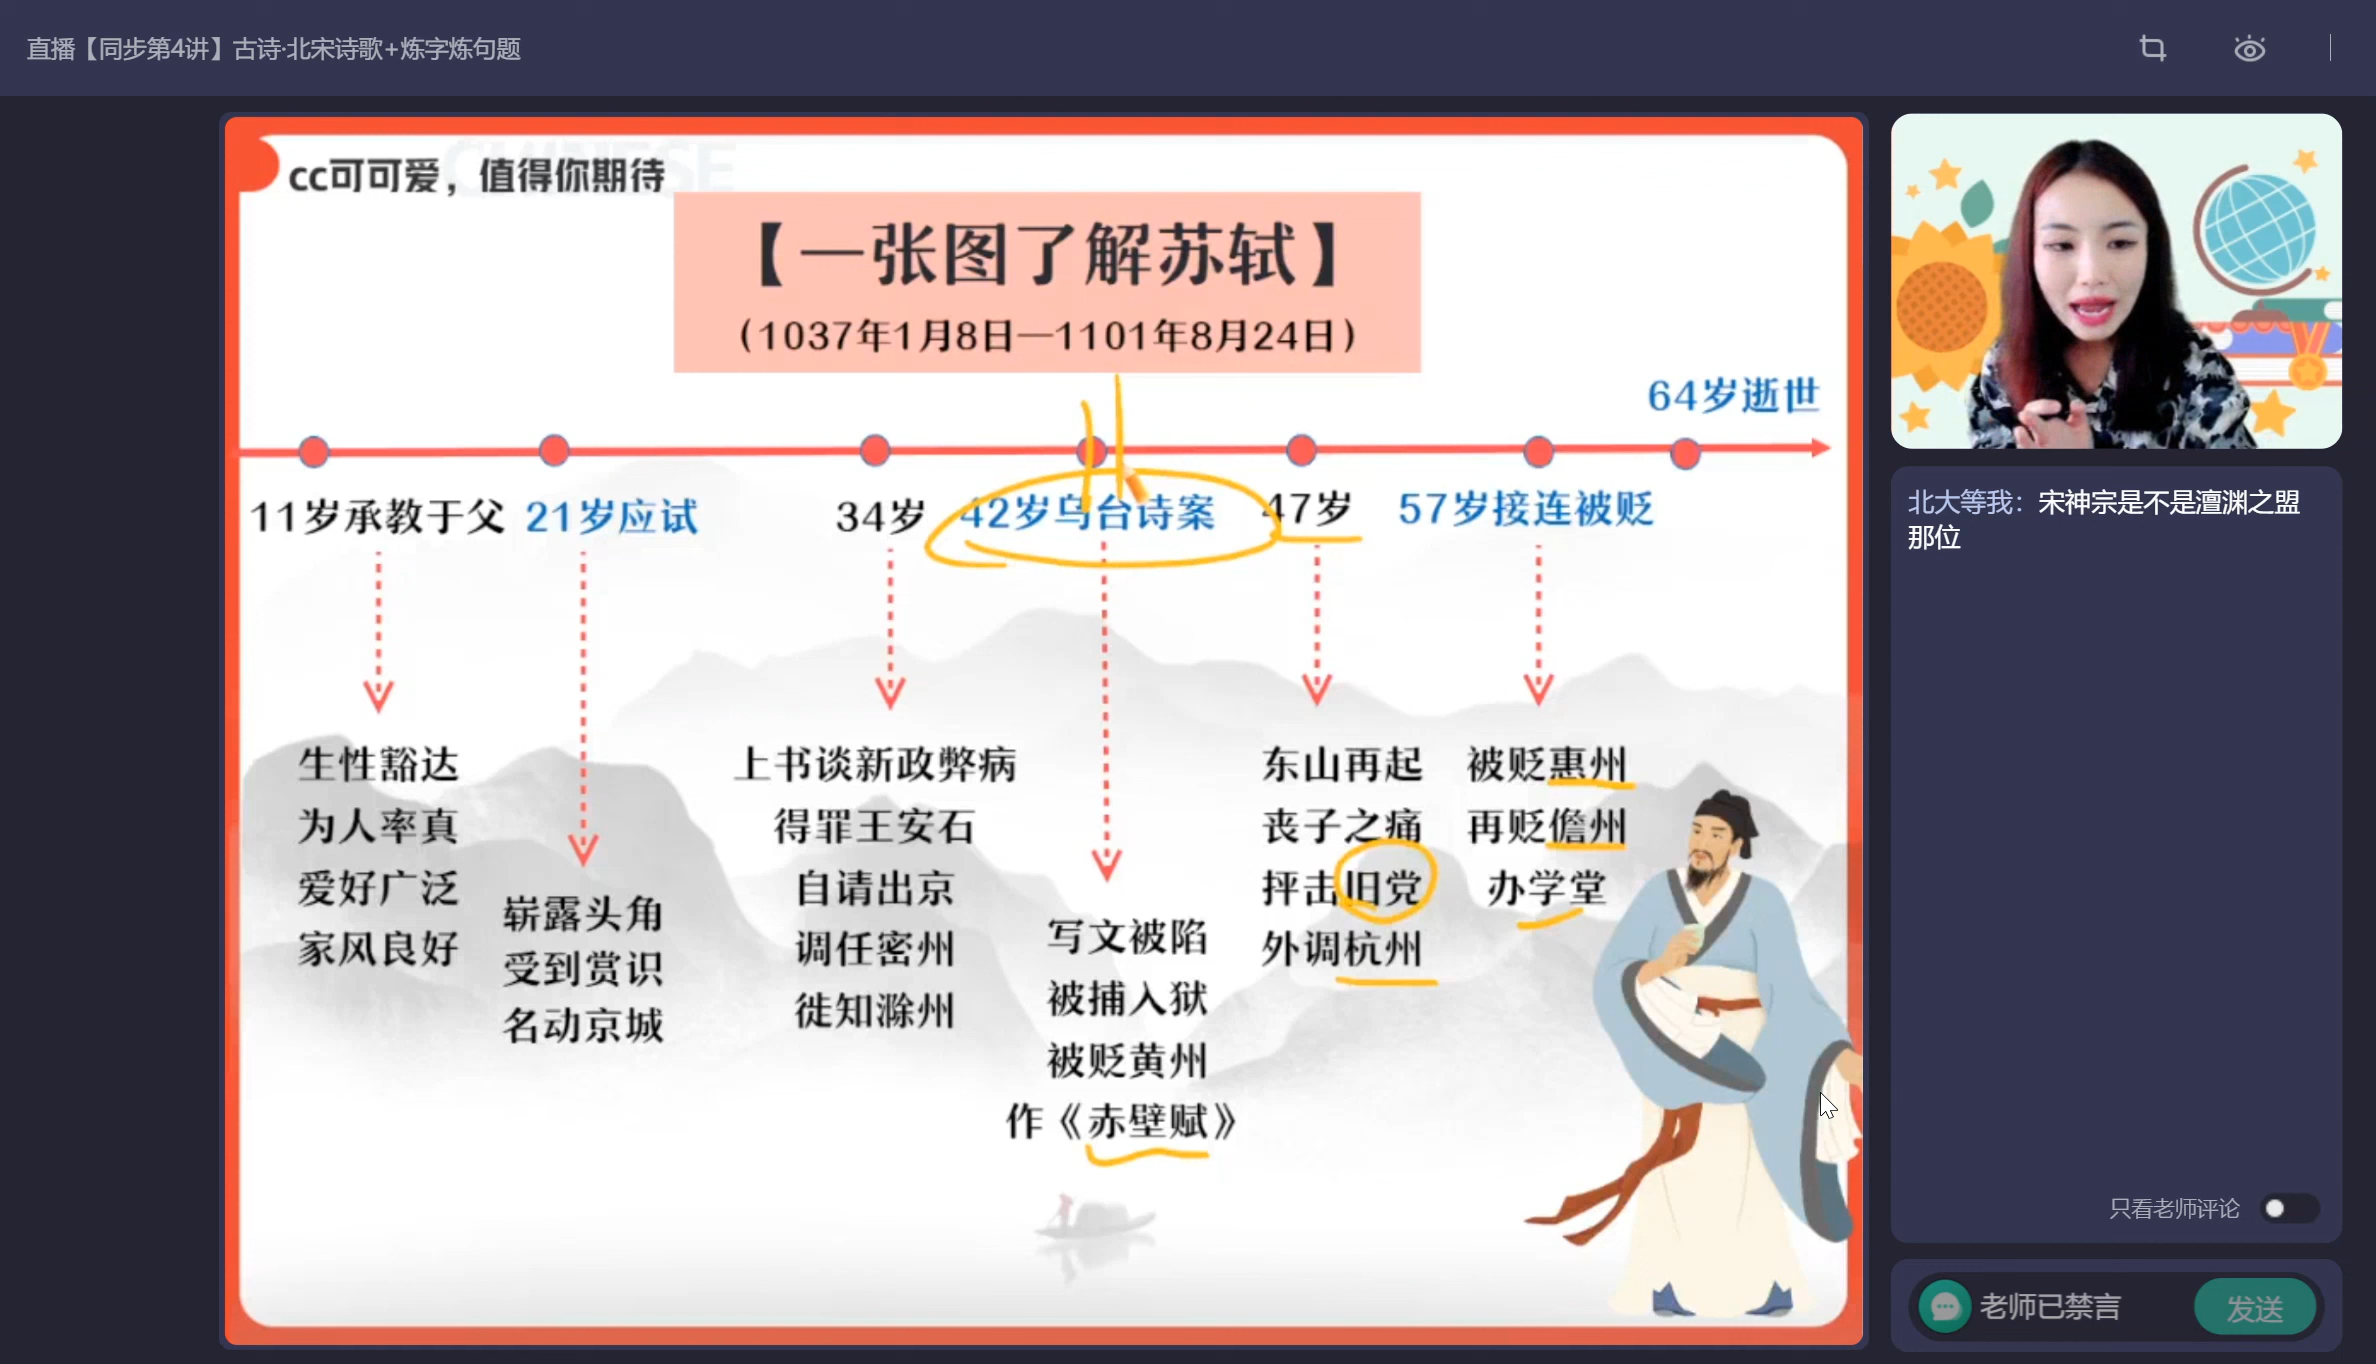 直播【同步第4讲】古诗·北宋诗歌+炼字炼句题
CHINESE
cc可可爱，值得你期待
【一张图了解苏轼】
（1037年1月8日—1101年8月24日）
64岁逝世
11岁承教于父
21岁应试
34岁
42岁乌台诗案
47岁
57岁接连被贬
生性豁达
为人率真
爱好广泛
家风良好
崭露头角
受到赏识
名动京城
上书谈新政弊病
得罪王安石
自请出京
调任密州
徙知滁州
写文被陷
被捕入狱
被贬黄州
作《赤壁赋》
东山再起
丧子之痛
抨击旧党
外调杭州
被贬惠州
再贬儋州
办学堂
北大等我：宋神宗是不是澶渊之盟
那位
只看老师评论
老师已禁言
发送